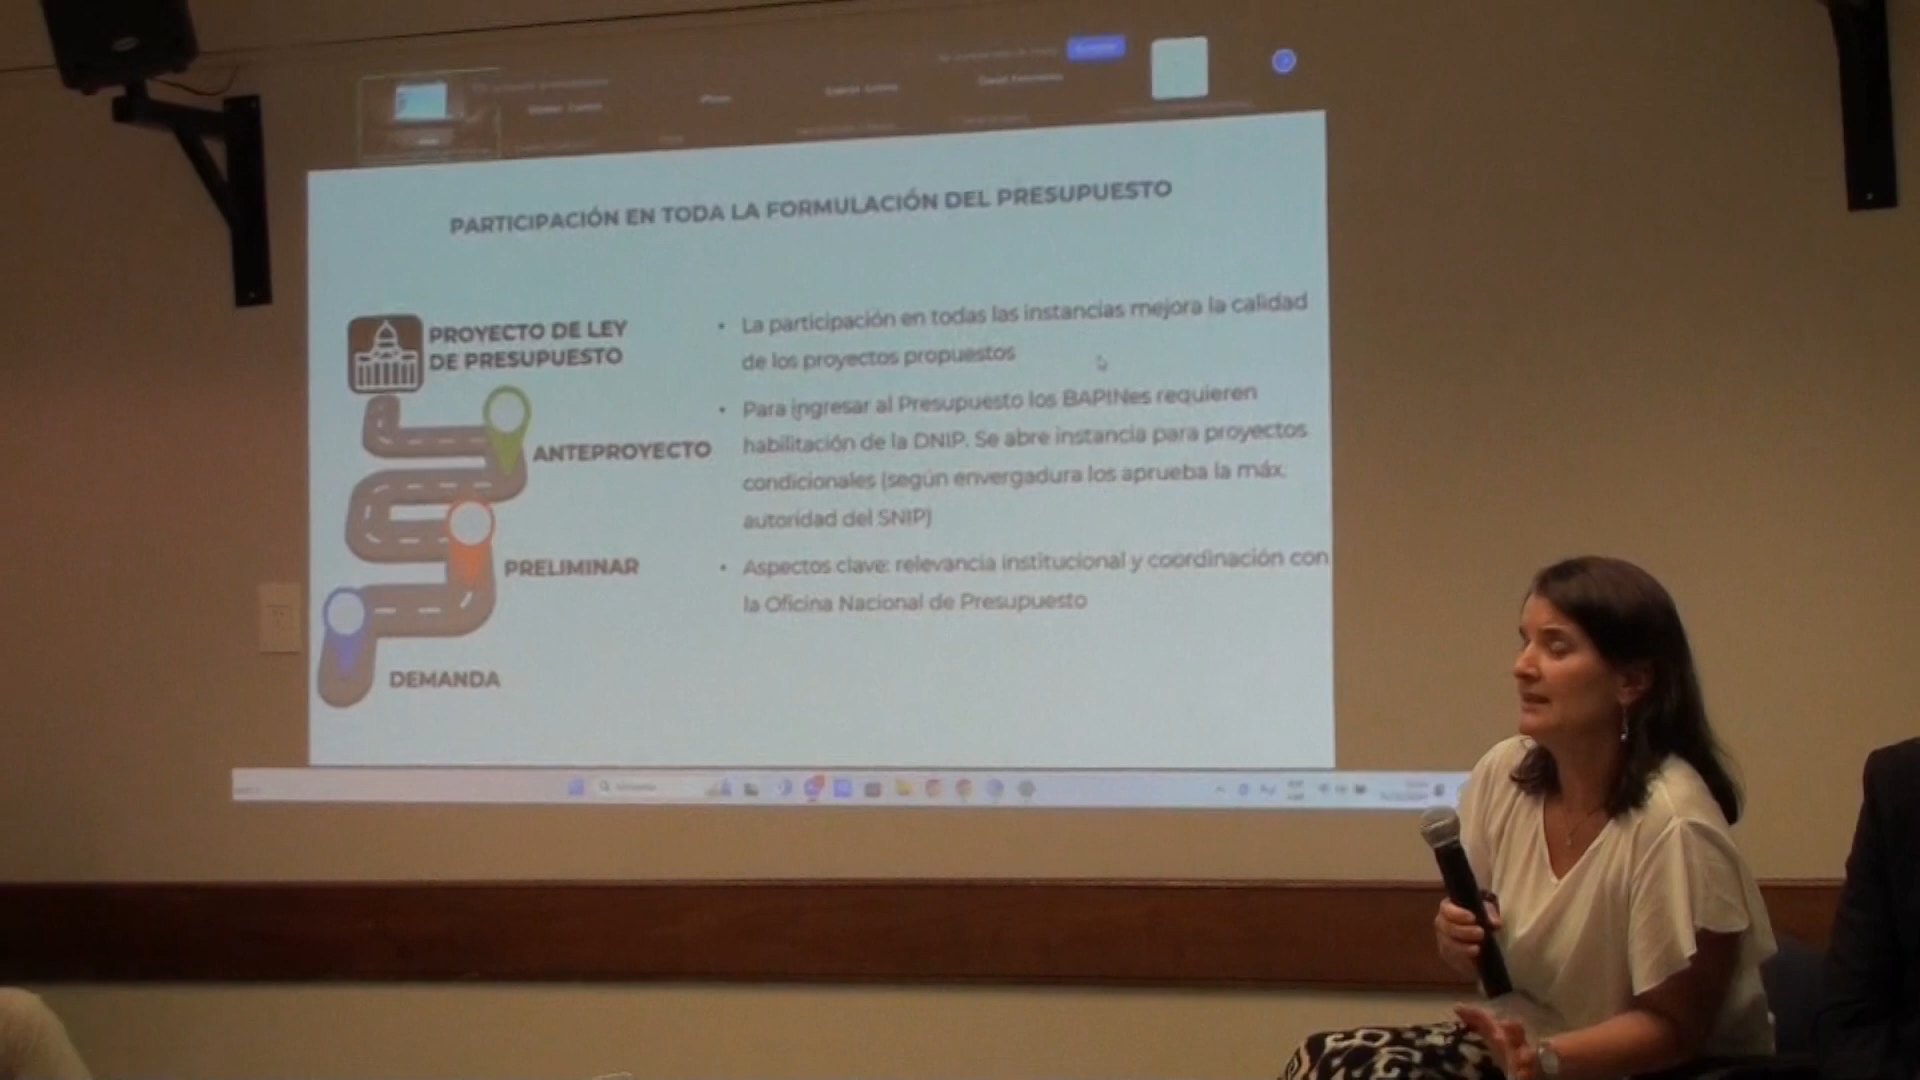 PARTICIPACIÓN EN TODA LA FORMULACIÓN DEL PRESUPUESTO
PROYECTO DE LEY
DE PRESUPUESTO
ANTEPROYECTO
PRELIMINAR
DEMANDA
• La participación en todas las instancias mejora la calidad
de los proyectos propuestos
• Para ingresar al Presupuesto los BAPINes requieren
habilitación de la DNIP. Se abre instancia para proyectos
condicionales (según envergadura los aprueba la máx.
autoridad del SNIP)
• Aspectos clave: relevancia institucional y coordinación con
la Oficina Nacional de Presupuesto